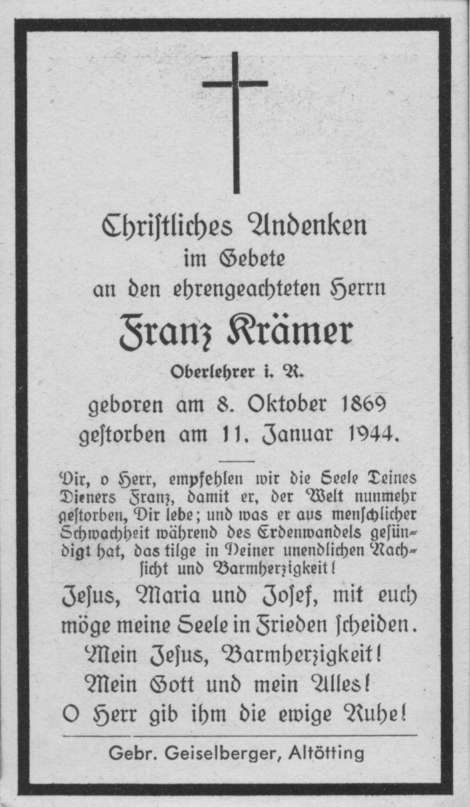 Christliches Andenken
im Gebete
an den ehrengeachteten Herrn
Franz Krämer
Oberlehrer i. R.
geboren am 8. Oktober 1869
gestorben am 11. Januar 1944.
Dir, o Herr, empfehlen wir die Seele Deines
Dieners Franz, damit er, der Welt nunmehr
gestorben, Dir lebe; und was er aus menschlicher
Schwachheit während des Erdenwandels gesün-
digt hat, das tilge in Deiner unendlichen Nach-
sicht und Barmherzigkeit!
Jesus, Maria und Josef, mit euch
möge meine Seele in Frieden scheiden.
Mein Jesus, Barmherzigkeit!
Mein Gott und mein Alles!
O Herr gib ihm die ewige Ruhe!
Gebr. Geiselberger, Altötting